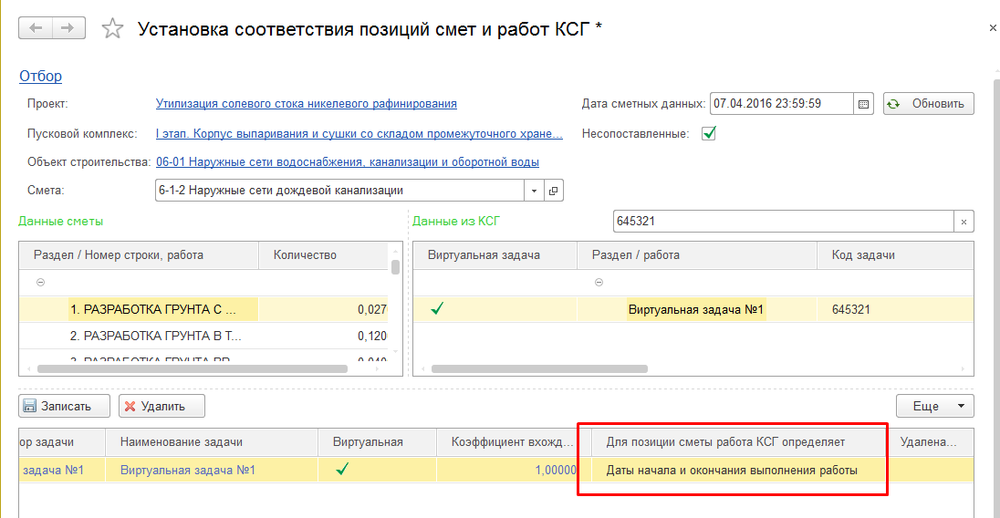 Установка соответствия позиций смет и работ КСГ *
Отбор
Проект: Утилизация солевого стока никелевого рафинирования Дата сметных данных: 07.04.2016 23:59:59 Обновить
Пусковой комплекс: I этап. Корпус выпаривания и сушки со складом промежуточного хране... Несопоставленные:
Объект строительства: 06-01 Наружные сети водоснабжения, канализации и оборотной воды
Смета: 6-1-2 Наружные сети дождевой канализации
Данные сметы Данные из КСГ 645321
Раздел / Номер строки, работа Количество Виртуальная задача Раздел / работа Код задачи
1. РАЗРАБОТКА ГРУНТА С ... 0,027 Виртуальная задача №1 645321
2. РАЗРАБОТКА ГРУНТА В Т... 0,120
Записать Удалить Еще
ор задачи Наименование задачи Виртуальная Коэффициент вхожд... Для позиции сметы работа КСГ определяет Удалена...
задача №1 Виртуальная задача №1 1,00000 Даты начала и окончания выполнения работы